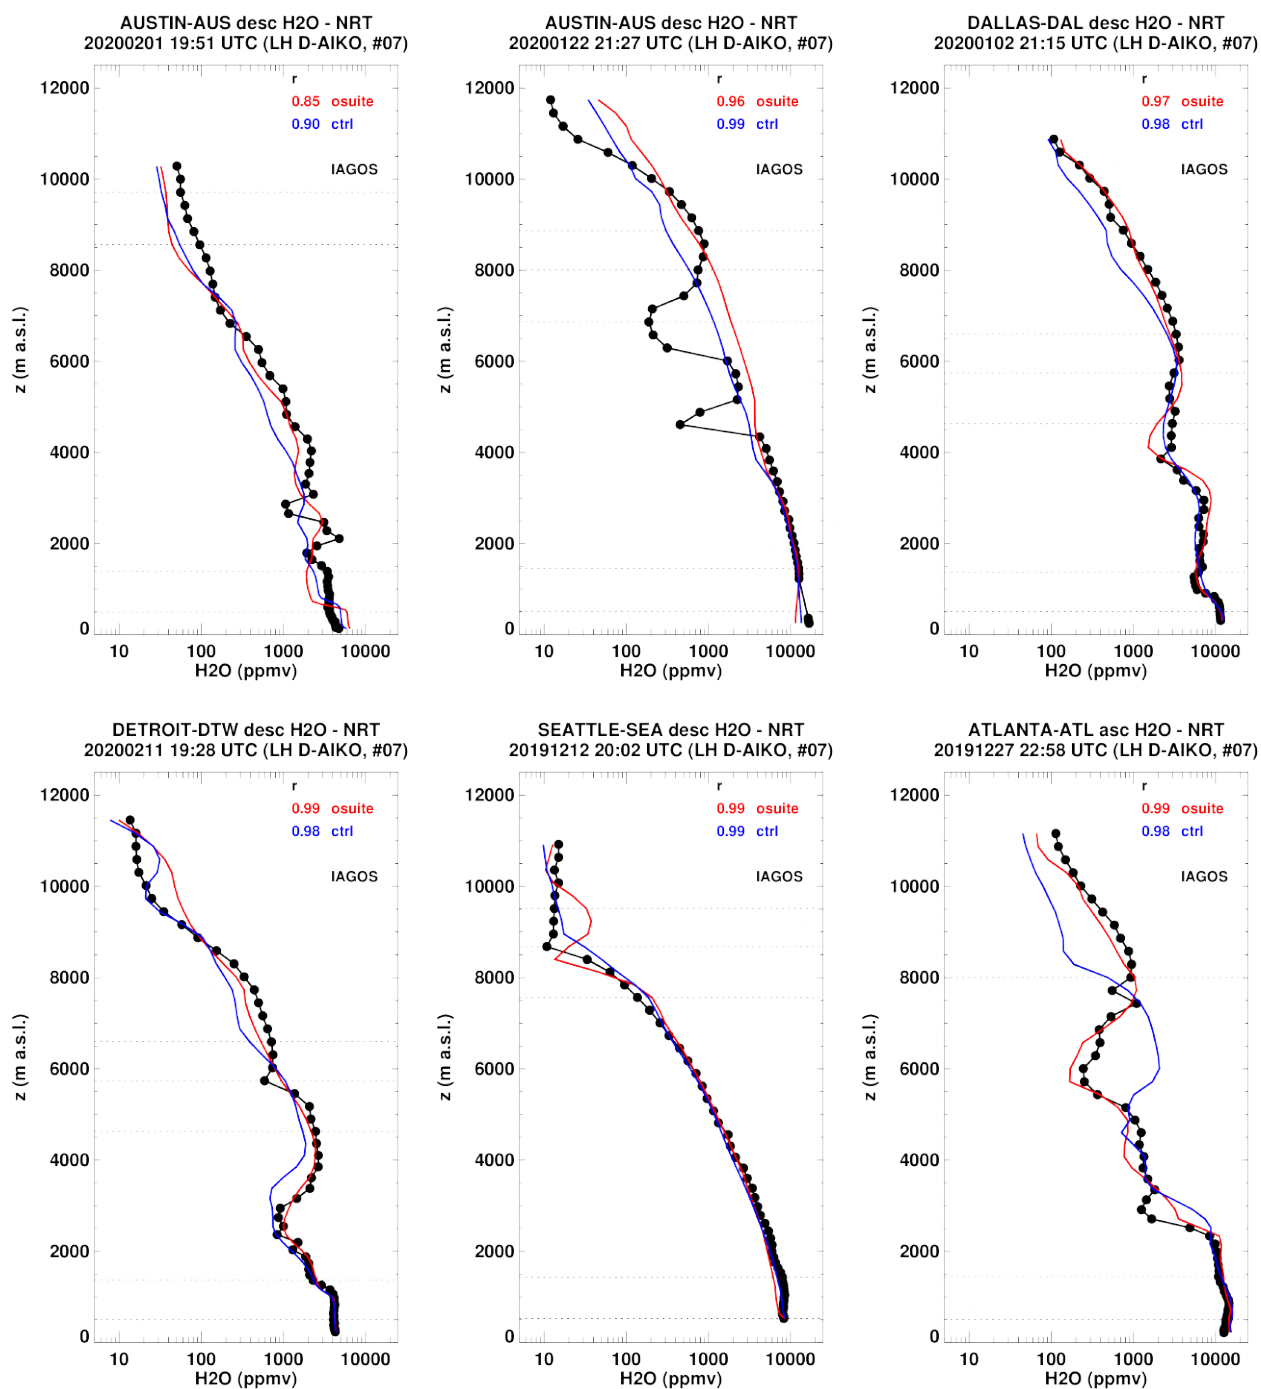 AUSTIN-AUS desc H2O - NRT
20200201 19:51 UTC (LH D-AIKO, #07)
r
0.85 osuite
0.90 ctrl
IAGOS
12000
10000
8000
6000
4000
2000
0
z (m a.s.l.)
10 100 1000 10000
H2O (ppmv)
AUSTIN-AUS desc H2O - NRT
20200122 21:27 UTC (LH D-AIKO, #07)
r
0.96 osuite
0.99 ctrl
IAGOS
12000
10000
8000
6000
4000
2000
0
z (m a.s.l.)
10 100 1000 10000
H2O (ppmv)
DALLAS-DAL desc H2O - NRT
20200102 21:15 UTC (LH D-AIKO, #07)
r
0.97 osuite
0.98 ctrl
IAGOS
12000
10000
8000
6000
4000
2000
0
z (m a.s.l.)
10 100 1000 10000
H2O (ppmv)
DETROIT-DTW desc H2O - NRT
20200211 19:28 UTC (LH D-AIKO, #07)
r
0.99 osuite
0.98 ctrl
IAGOS
12000
10000
8000
6000
4000
2000
0
z (m a.s.l.)
10 100 1000 10000
H2O (ppmv)
SEATTLE-SEA desc H2O - NRT
20191212 20:02 UTC (LH D-AIKO, #07)
r
0.99 osuite
0.99 ctrl
IAGOS
12000
10000
8000
6000
4000
2000
0
z (m a.s.l.)
10 100 1000 10000
H2O (ppmv)
ATLANTA-ATL asc H2O - NRT
20191227 22:58 UTC (LH D-AIKO, #07)
r
0.99 osuite
0.98 ctrl
IAGOS
12000
10000
8000
6000
4000
2000
0
z (m a.s.l.)
10 100 1000 10000
H2O (ppmv)